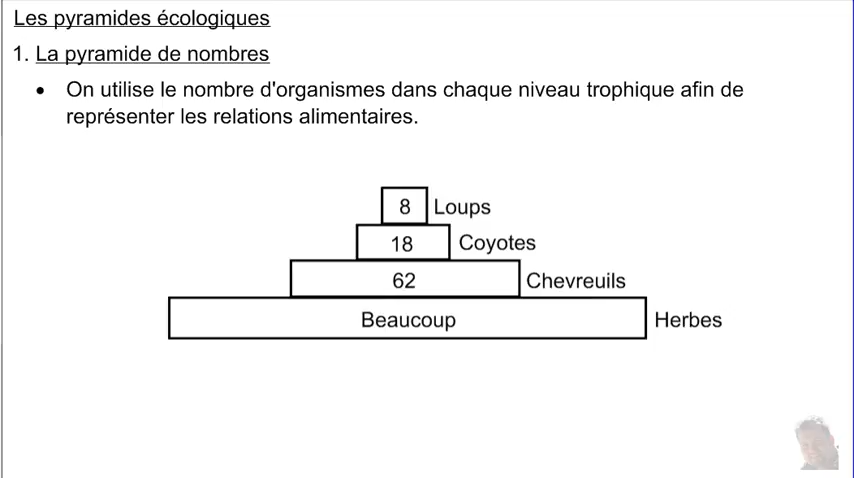 Les pyramides écologiques
1. La pyramide de nombres
• On utilise le nombre d'organismes dans chaque niveau trophique afin de
représenter les relations alimentaires.
8 Loups
18 Coyotes
62 Chevreuils
Beaucoup Herbes